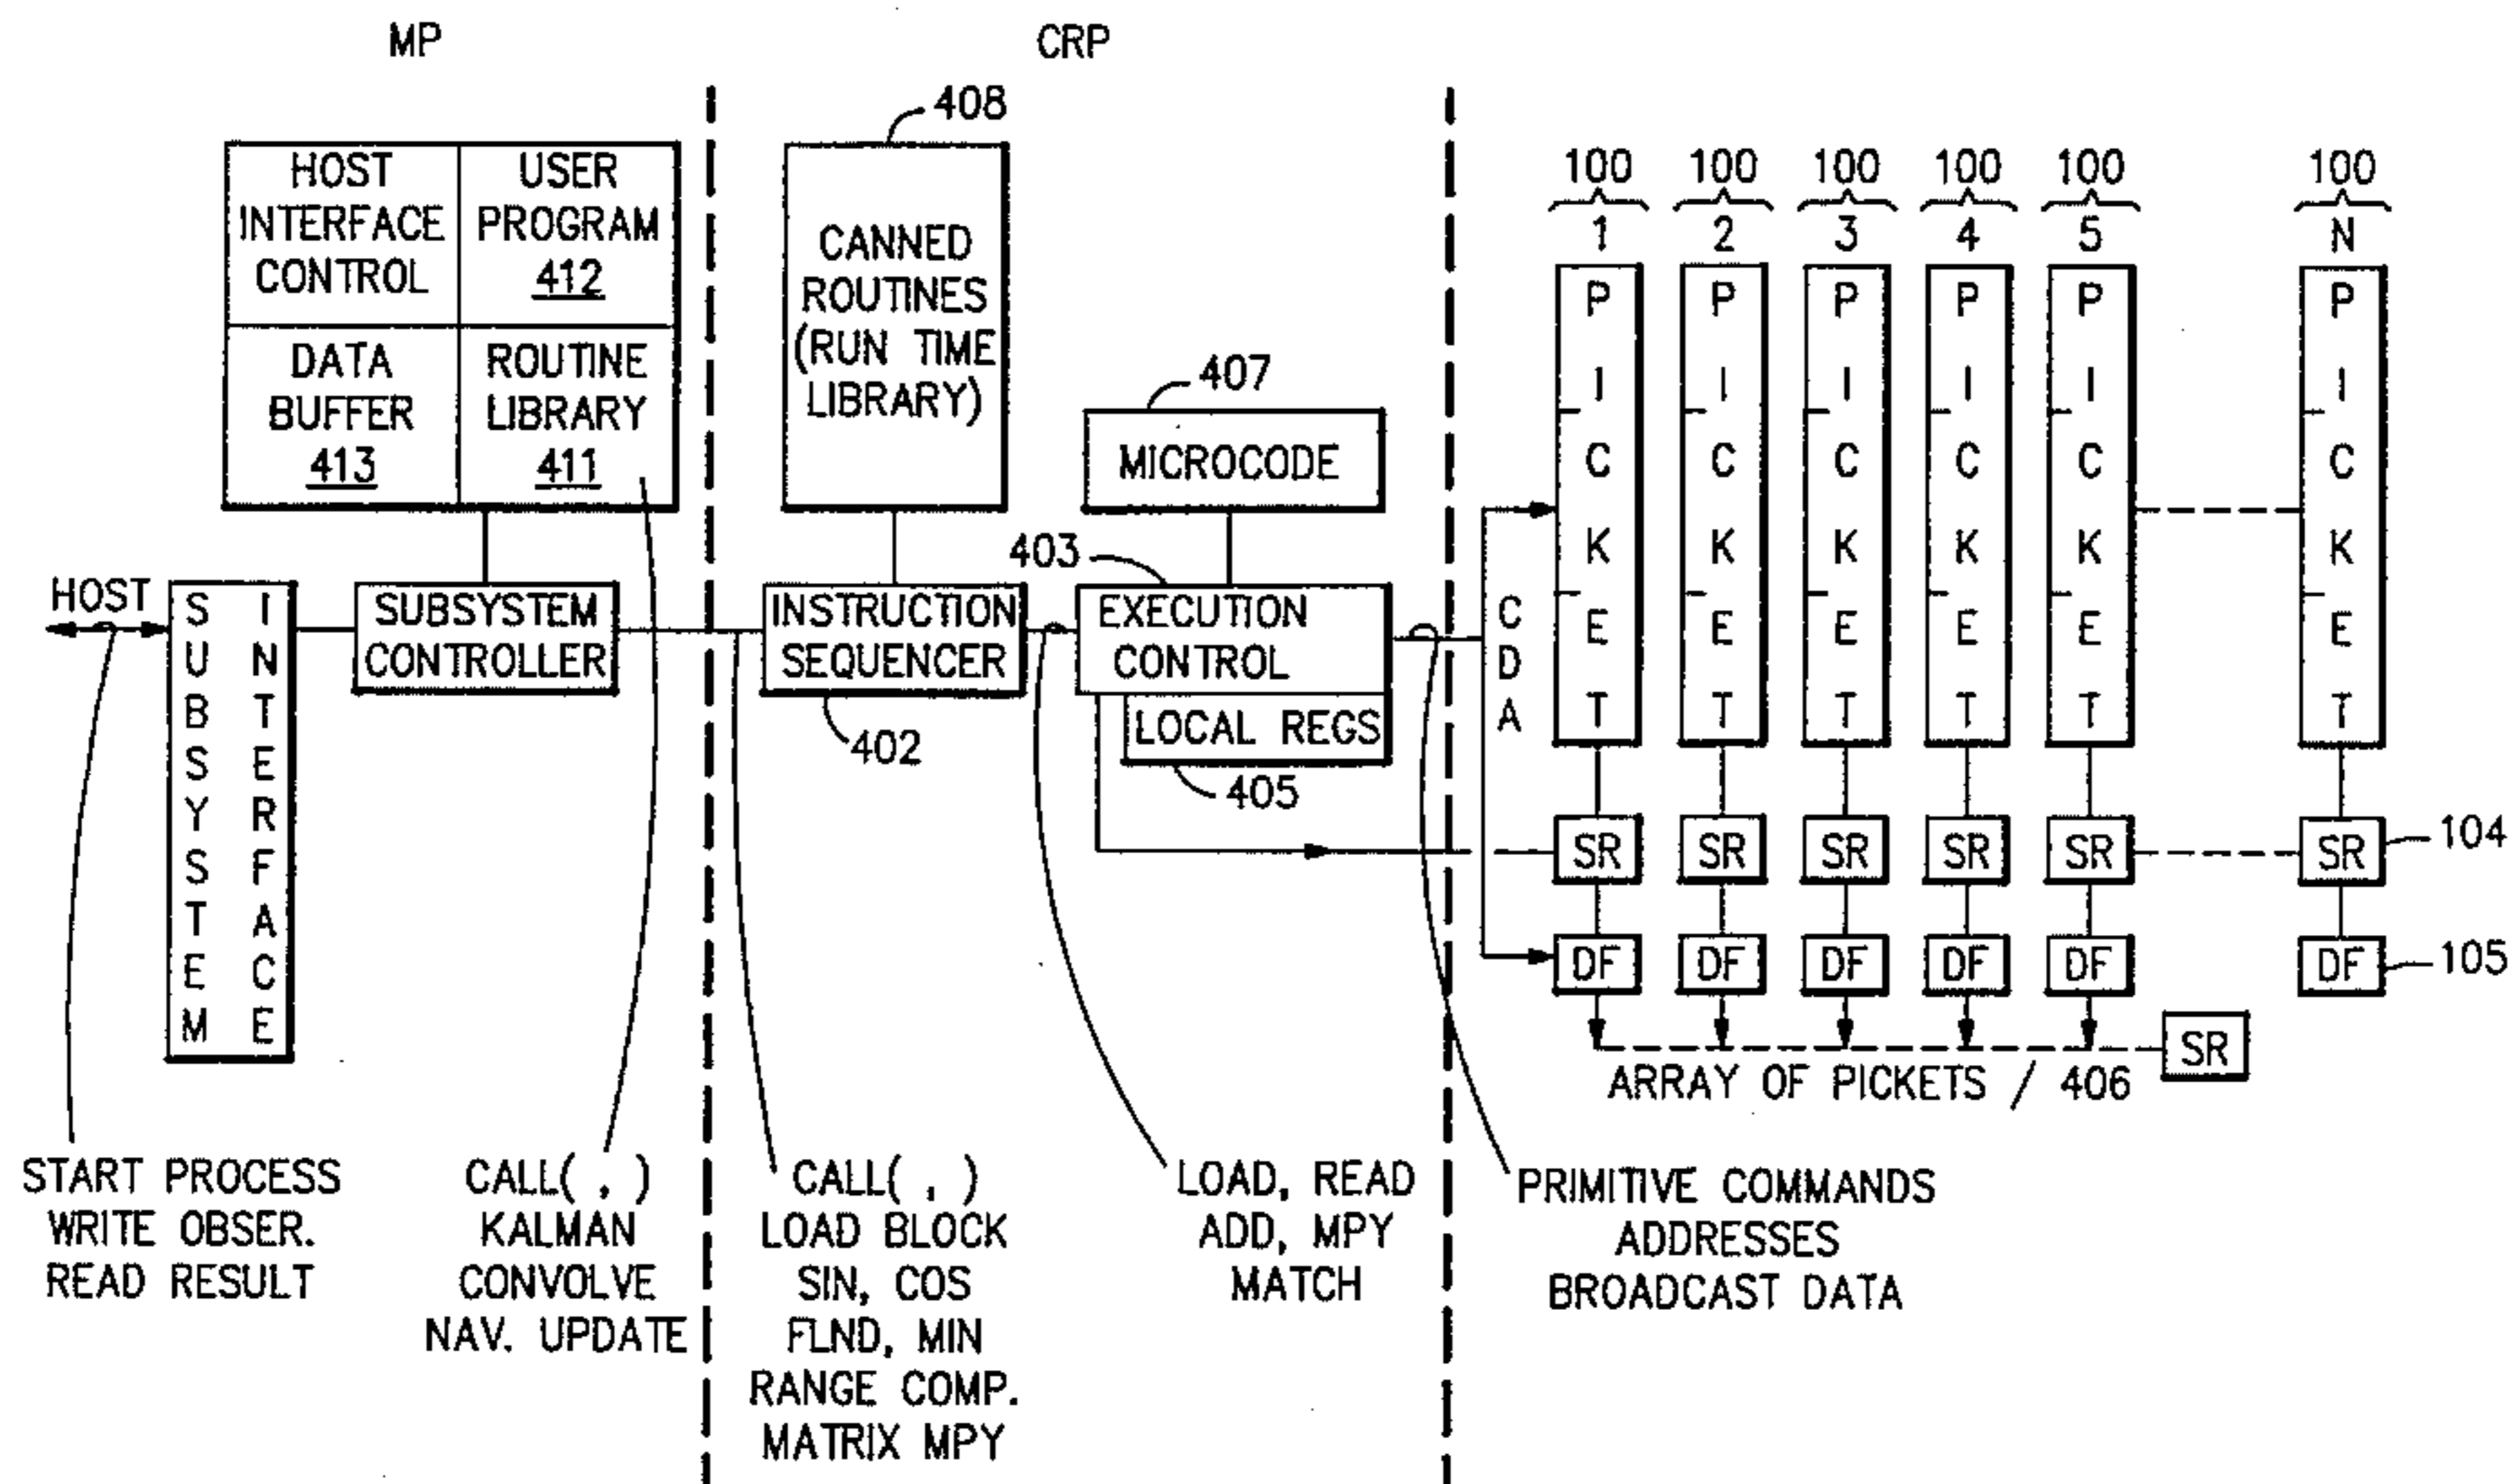 MP
CRP
408
HOST
INTERFACE
CONTROL
USER
PROGRAM
412
DATA
BUFFER
413
ROUTINE
LIBRARY
411
CANNED
ROUTINES
(RUN TIME
LIBRARY)
407
MICROCODE
100 100 100 100 100 100
1 2 3 4 5 N
PICKET PICKET PICKET PICKET PICKET PICKET
HOST
SUBSYSTEM
INTERFACE
SUBSYSTEM
CONTROLLER
INSTRUCTION
SEQUENCER
402
403
EXECUTION
CONTROL
LOCAL REGS
405
CDA
SR SR SR SR SR SR 104
DF DF DF DF DF DF 105
SR
ARRAY OF PICKETS / 406
START PROCESS
WRITE OBSER.
READ RESULT
CALL( , )
KALMAN
CONVOLVE
NAV. UPDATE
CALL( , )
LOAD BLOCK
SIN, COS
FLND, MIN
RANGE COMP.
MATRIX MPY
LOAD, READ
ADD, MPY
MATCH
PRIMITIVE COMMANDS
ADDRESSES
BROADCAST DATA